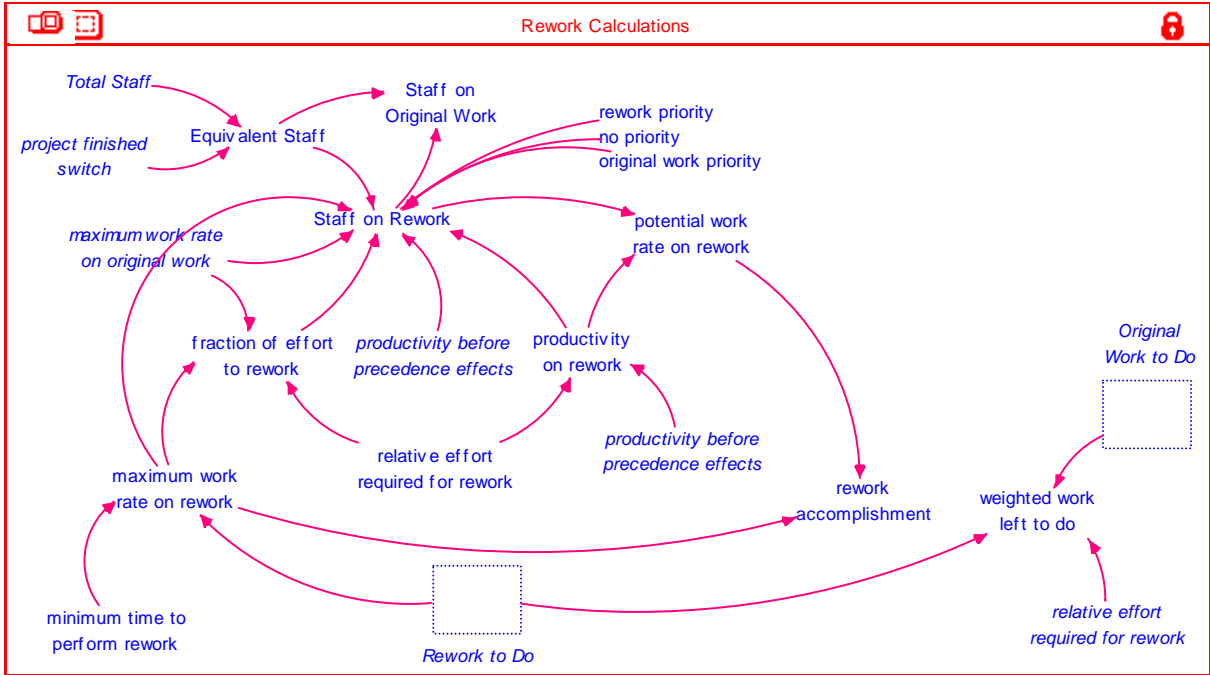 Rework Calculations
Total Staff
Staff on
Original Work
rework priority
no priority
original work priority
Equivalent Staff
project finished
switch
Staff on Rework
potential work
rate on rework
maximum work rate
on original work
fraction of effort
to rework
productivity before
precedence effects
productivity
on rework
Original
Work to Do
relative effort
required for rework
productivity before
precedence effects
maximum work
rate on rework
rework
accomplishment
weighted work
left to do
minimum time to
perform rework
Rework to Do
relative effort
required for rework